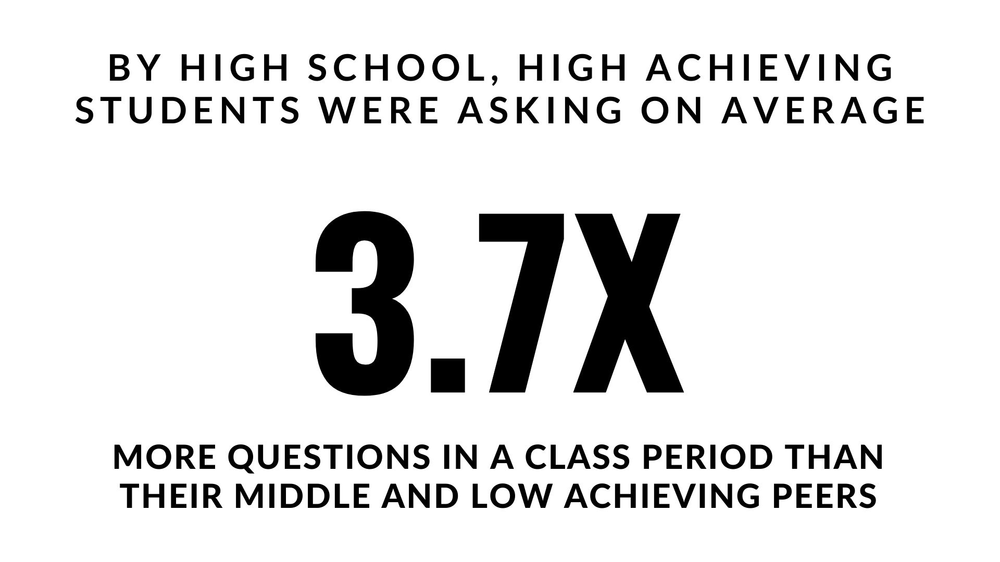 BY HIGH SCHOOL, HIGH ACHIEVING
STUDENTS WERE ASKING ON AVERAGE
3.7X
MORE QUESTIONS IN A CLASS PERIOD THAN
THEIR MIDDLE AND LOW ACHIEVING PEERS